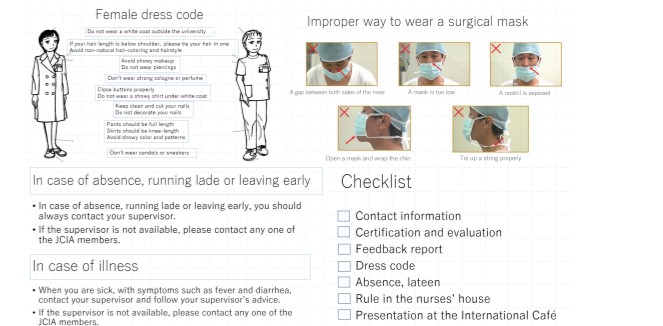 Female dress code
Do not wear a white coat outside the university
If your hair length is below shoulder, please tie your hair in one
Avoid non-natural hair-coloring and hairstyle
Avoid showy makeup
Do not wear piercings
Don't wear strong cologne or perfume
Close buttons properly
Do not wear a showy shirt under white coat
Keep clean and cut your nails
Do not decorate your nails
Pants should be full length
Skirts should be knee-length
Avoid showy color and patterns
Don't wear sandals or sneakers
Improper way to wear a surgical mask
A gap between both sides of the nose
A mask is too low
A nostril is exposed
Open a mask and wrap the chin
Tie up a string properly
In case of absence, running lade or leaving early
• In case of absence, running lade or leaving early, you should
always contact your supervisor.
• If the supervisor is not available, please contact any one of
the JCIA members.
In case of illness
• When you are sick, with symptoms such as fever and diarrhea,
contact your supervisor and follow your supervisor's advice.
• If the supervisor is not available, please contact any one of the
JCIA members.
Checklist
Contact information
Certification and evaluation
Feedback report
Dress code
Absence, lateen
Rule in the nurses' house
Presentation at the International Café